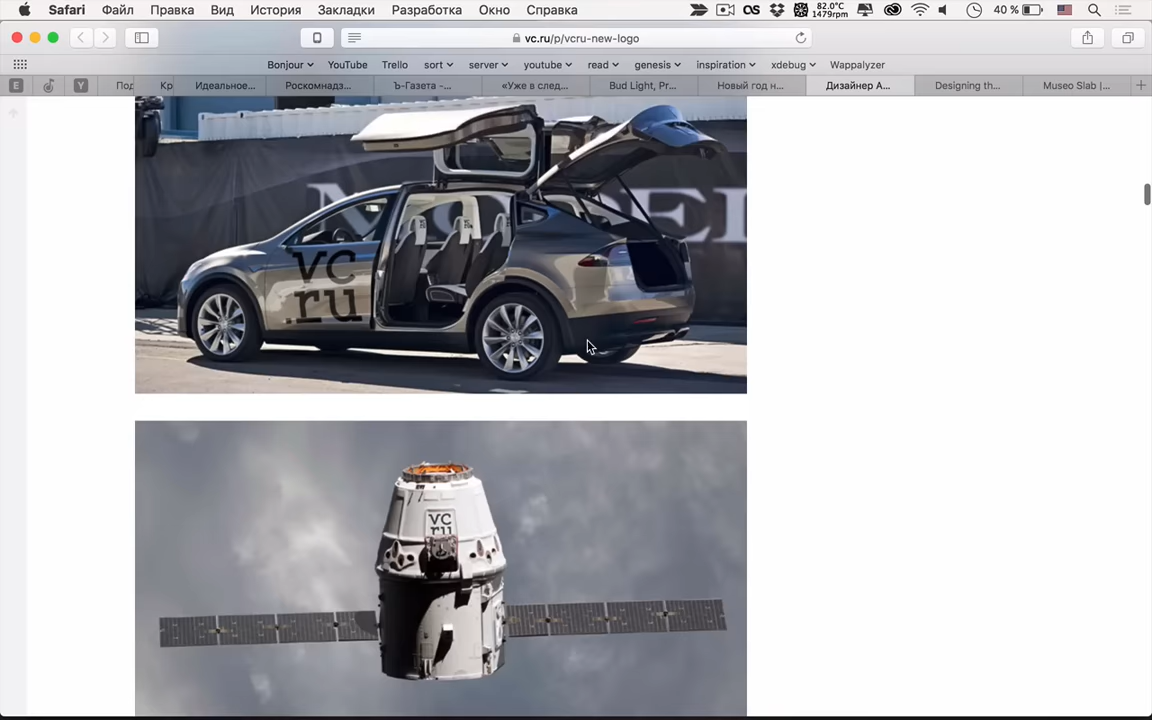 Safari Файл Правка Вид История Закладки Разработка Окно Справка
82.0°C
1479rpm
40 %
vc.ru/p/vcru-new-logo
Bonjour YouTube Trello sort server youtube read genesis inspiration xdebug Wappalyzer
E Y Под Кр Идеальное... Роскомнадз... Ъ-Газета -... «Уже в след... Bud Light, Pr... Новый год н... Дизайнер А... Designing th... Museo Slab |...
vc
ru
vc
ru